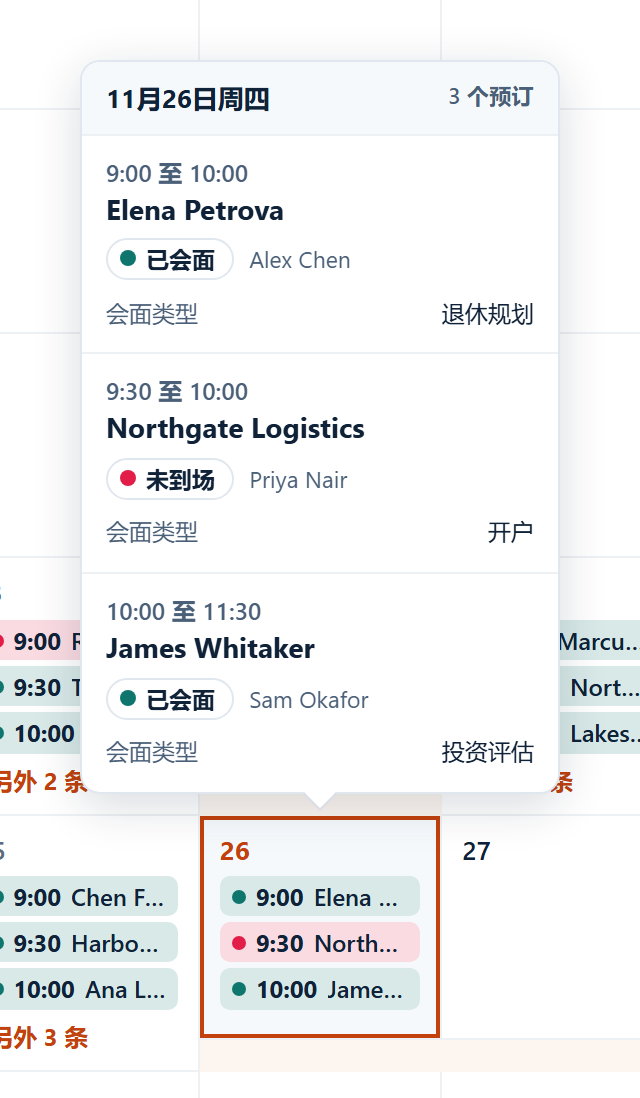 11月26日周四
3 个预订
9:00 至 10:00
Elena Petrova
已会面 Alex Chen
会面类型 退休规划
9:30 至 10:00
Northgate Logistics
未到场 Priya Nair
会面类型 开户
10:00 至 11:30
James Whitaker
已会面 Sam Okafor
会面类型 投资评估
9:00
9:30
10:00
另外 2 条
Marcu...
Nort...
Lakes...
条
9:00 Chen F...
9:30 Harbo...
10:00 Ana L...
另外 3 条
26
9:00 Elena ...
9:30 North...
10:00 Jame...
27